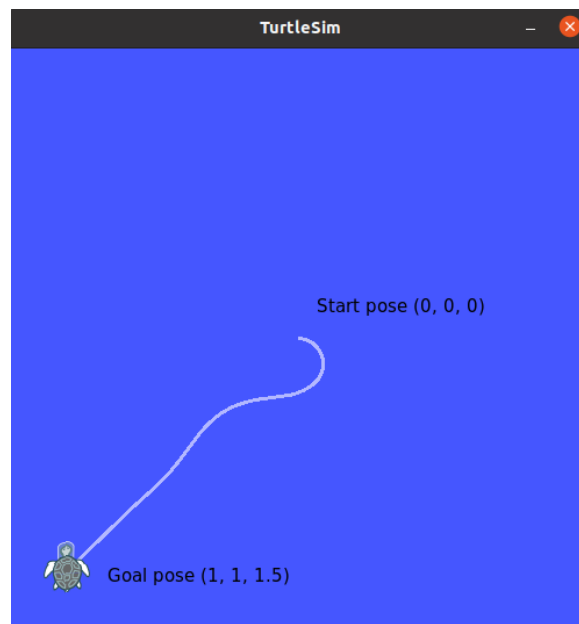 TurtleSim
Start pose (0, 0, 0)
Goal pose (1, 1, 1.5)